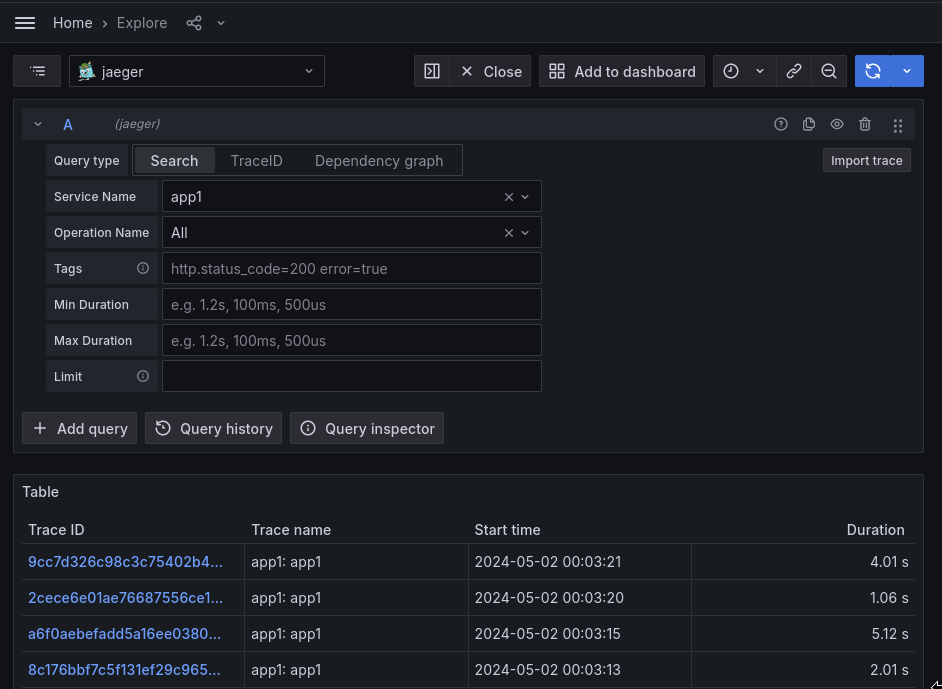 Home › Explore
jaeger Close Add to dashboard
A (jaeger)
Query type Search TraceID Dependency graph Import trace
Service Name app1
Operation Name All
Tags http.status_code=200 error=true
Min Duration e.g. 1.2s, 100ms, 500us
Max Duration e.g. 1.2s, 100ms, 500us
Limit
+ Add query Query history Query inspector
Table
Trace ID Trace name Start time Duration
9cc7d326c98c3c75402b4... app1: app1 2024-05-02 00:03:21 4.01 s
2cece6e01ae76687556ce1... app1: app1 2024-05-02 00:03:20 1.06 s
a6f0aebefadd5a16ee0380... app1: app1 2024-05-02 00:03:15 5.12 s
8c176bbf7c5f131ef29c965... app1: app1 2024-05-02 00:03:13 2.01 s